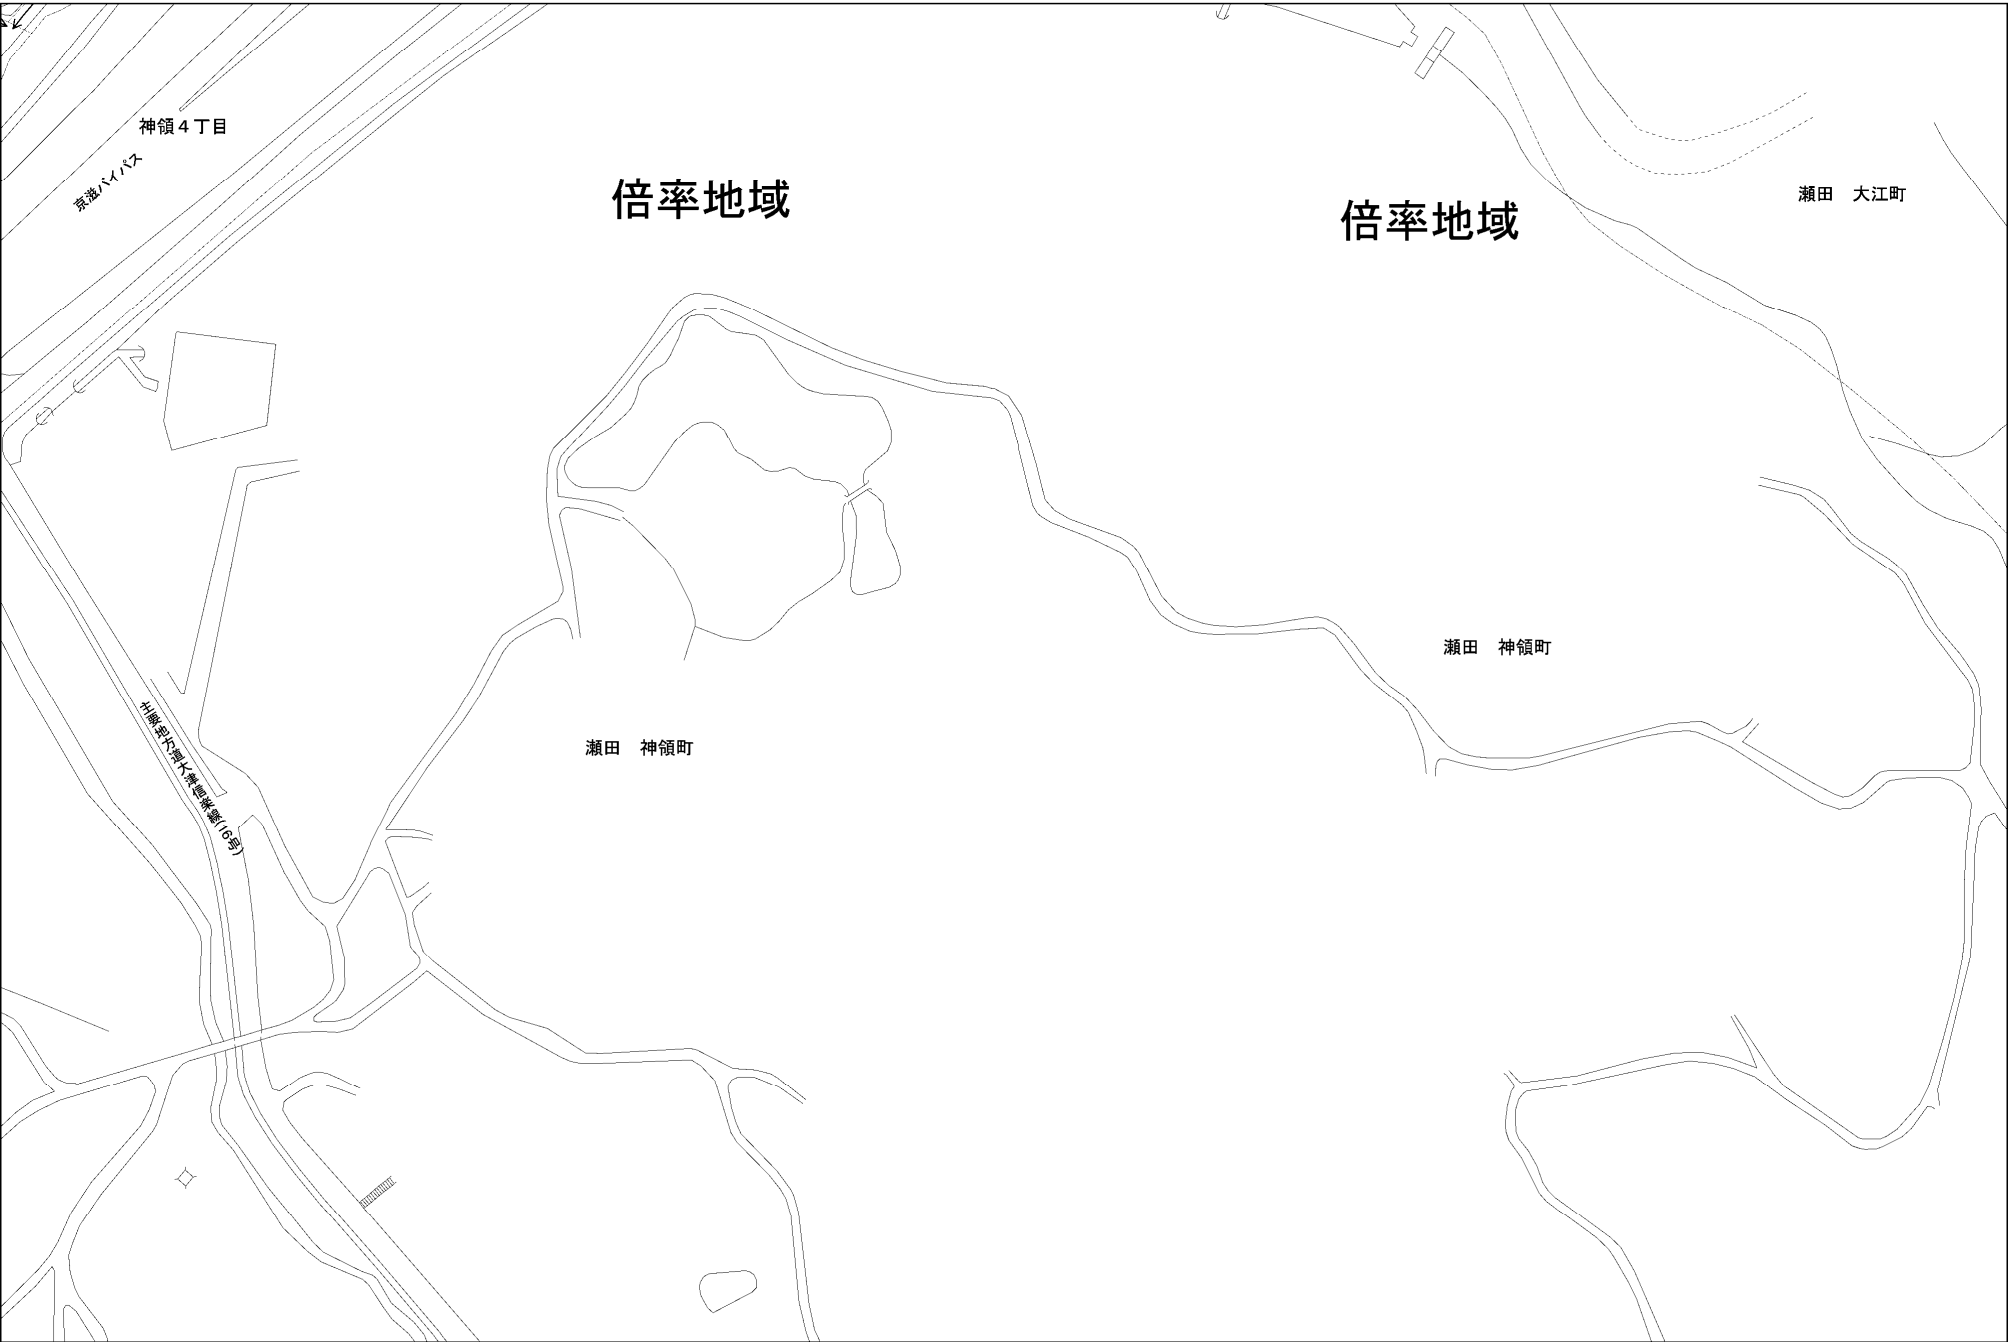 神領４丁目
京滋バイパス
倍率地域
倍率地域
瀬田　大江町
瀬田　神領町
瀬田　神領町
主要地方道大津信楽線(16号)